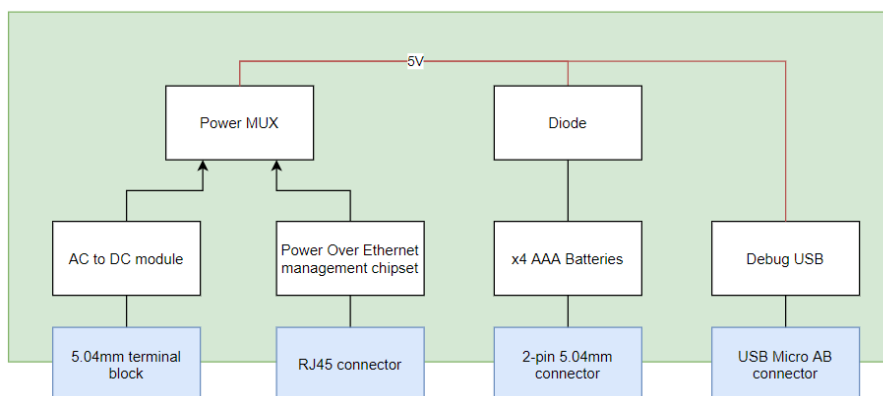 5V
Power MUX
Diode
AC to DC module
Power Over Ethernet
management chipset
x4 AAA Batteries
Debug USB
5.04mm terminal
block
RJ45 connector
2-pin 5.04mm
connector
USB Micro AB
connector